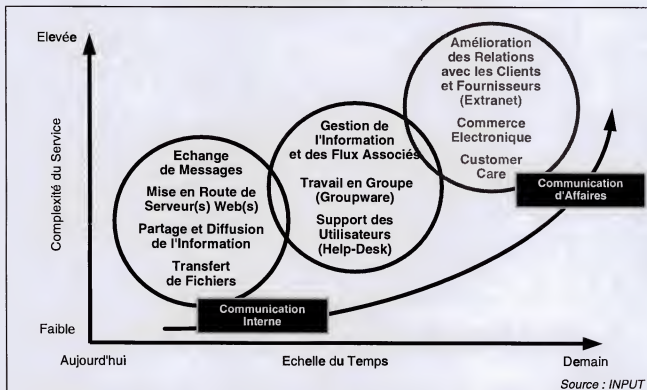 Elevée
Complexité du Service
Faible
Aujourd'hui
Echelle du Temps
Demain
Echange
de Messages
Mise en Route de
Serveur(s) Web(s)
Partage et Diffusion
de l'Information
Transfert
de Fichiers
Gestion de
l'Information
et des Flux Associés
Travail en Groupe
(Groupware)
Support des
Utilisateurs
(Help-Desk)
Amélioration
des Relations
avec les Clients
et Fournisseurs
(Extranet)
Commerce
Electronique
Customer
Care
Communication
Interne
Communication
d'Affaires
Source : INPUT